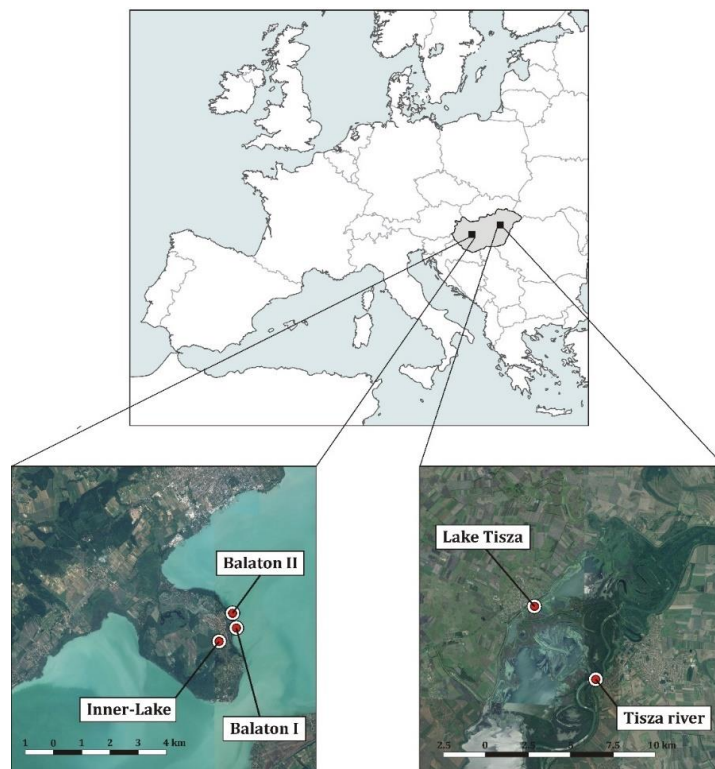 Balaton II
Inner-Lake
Balaton I
1 0 1 2 3 4 km
Lake Tisza
Tisza river
2,5 0 2,5 5 7,5 10 km